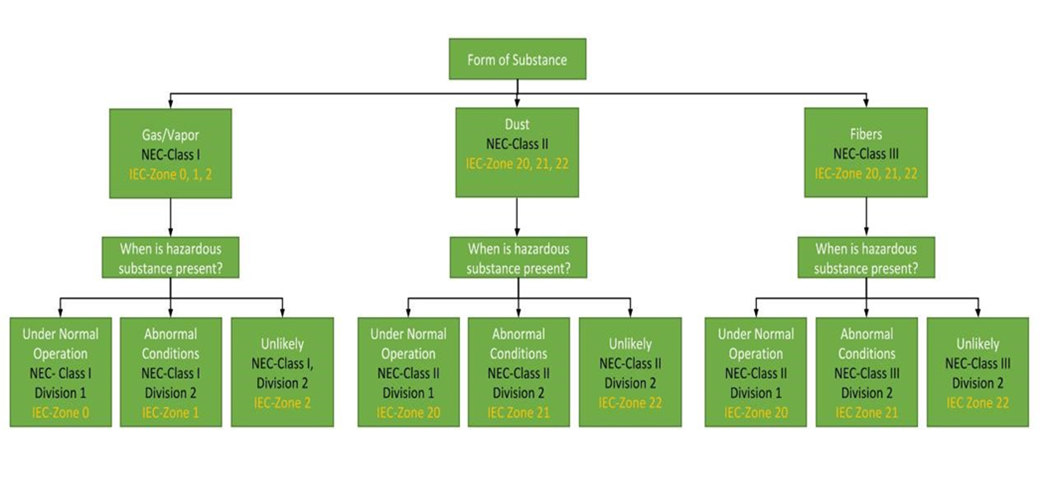 Form of Substance
Gas/Vapor
NEC-Class I
IEC-Zone 0, 1, 2
Dust
NEC-Class II
IEC-Zone 20, 21, 22
Fibers
NEC-Class III
IEC-Zone 20, 21, 22
When is hazardous
substance present?
When is hazardous
substance present?
When is hazardous
substance present?
Under Normal
Operation
NEC- Class I
Division 1
IEC-Zone 0
Abnormal
Conditions
NEC-Class I
Division 2
IEC-Zone 1
Unlikely
NEC-Class I,
Division 2
IEC-Zone 2
Under Normal
Operation
NEC-Class II
Division 1
IEC-Zone 20
Abnormal
Conditions
NEC-Class II
Division 2
IEC Zone 21
Unlikely
NEC-Class II
Division 2
IEC-Zone 22
Under Normal
Operation
NEC-Class II
Division 1
IEC-Zone 20
Abnormal
Conditions
NEC-Class III
Division 2
IEC Zone 21
Unlikely
NEC-Class III
Division 2
IEC Zone 22